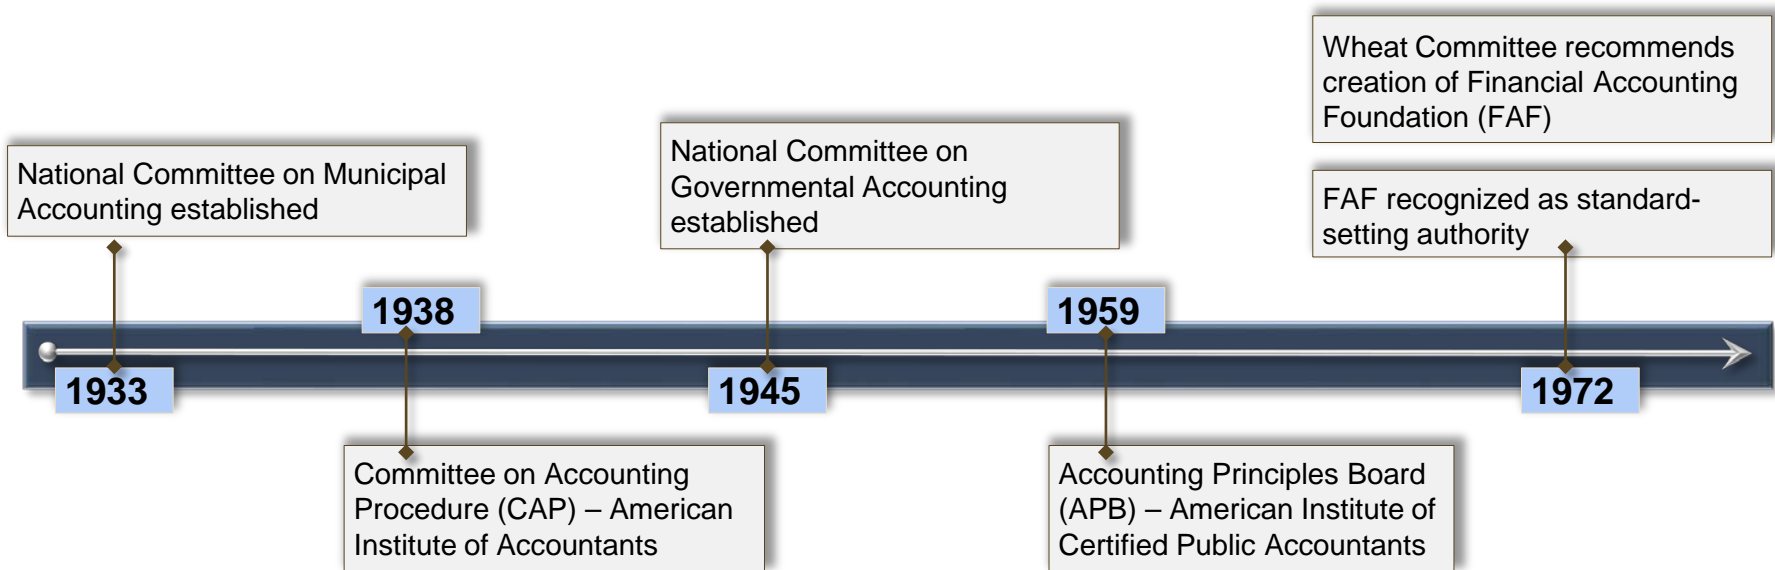 Wheat Committee recommends
creation of Financial Accounting
Foundation (FAF)
National Committee on Municipal
Accounting established
National Committee on
Governmental Accounting
established
FAF recognized as standard-
setting authority
1938
1959
1933
1945
1972
Committee on Accounting
Procedure (CAP) – American
Institute of Accountants
Accounting Principles Board
(APB) – American Institute of
Certified Public Accountants